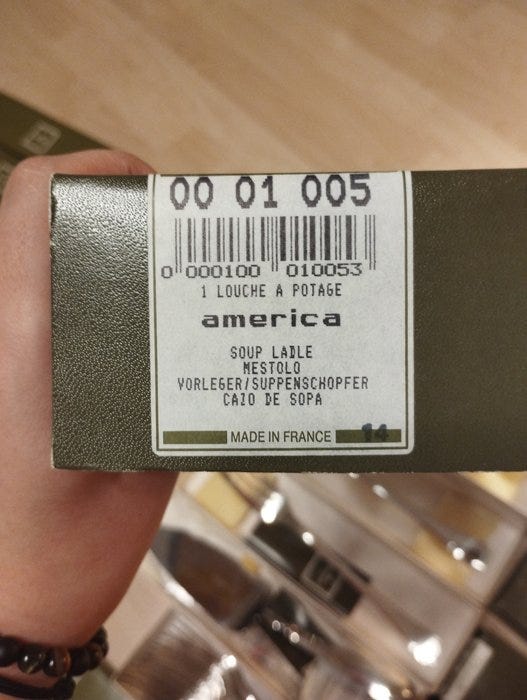 00 01 005
0 000100 010053
1 LOUCHE A POTAGE
america
SOUP LADLE
MESTOLO
VORLEGER/SUPPENSCHOPFER
CAZO DE SOPA
MADE IN FRANCE 14